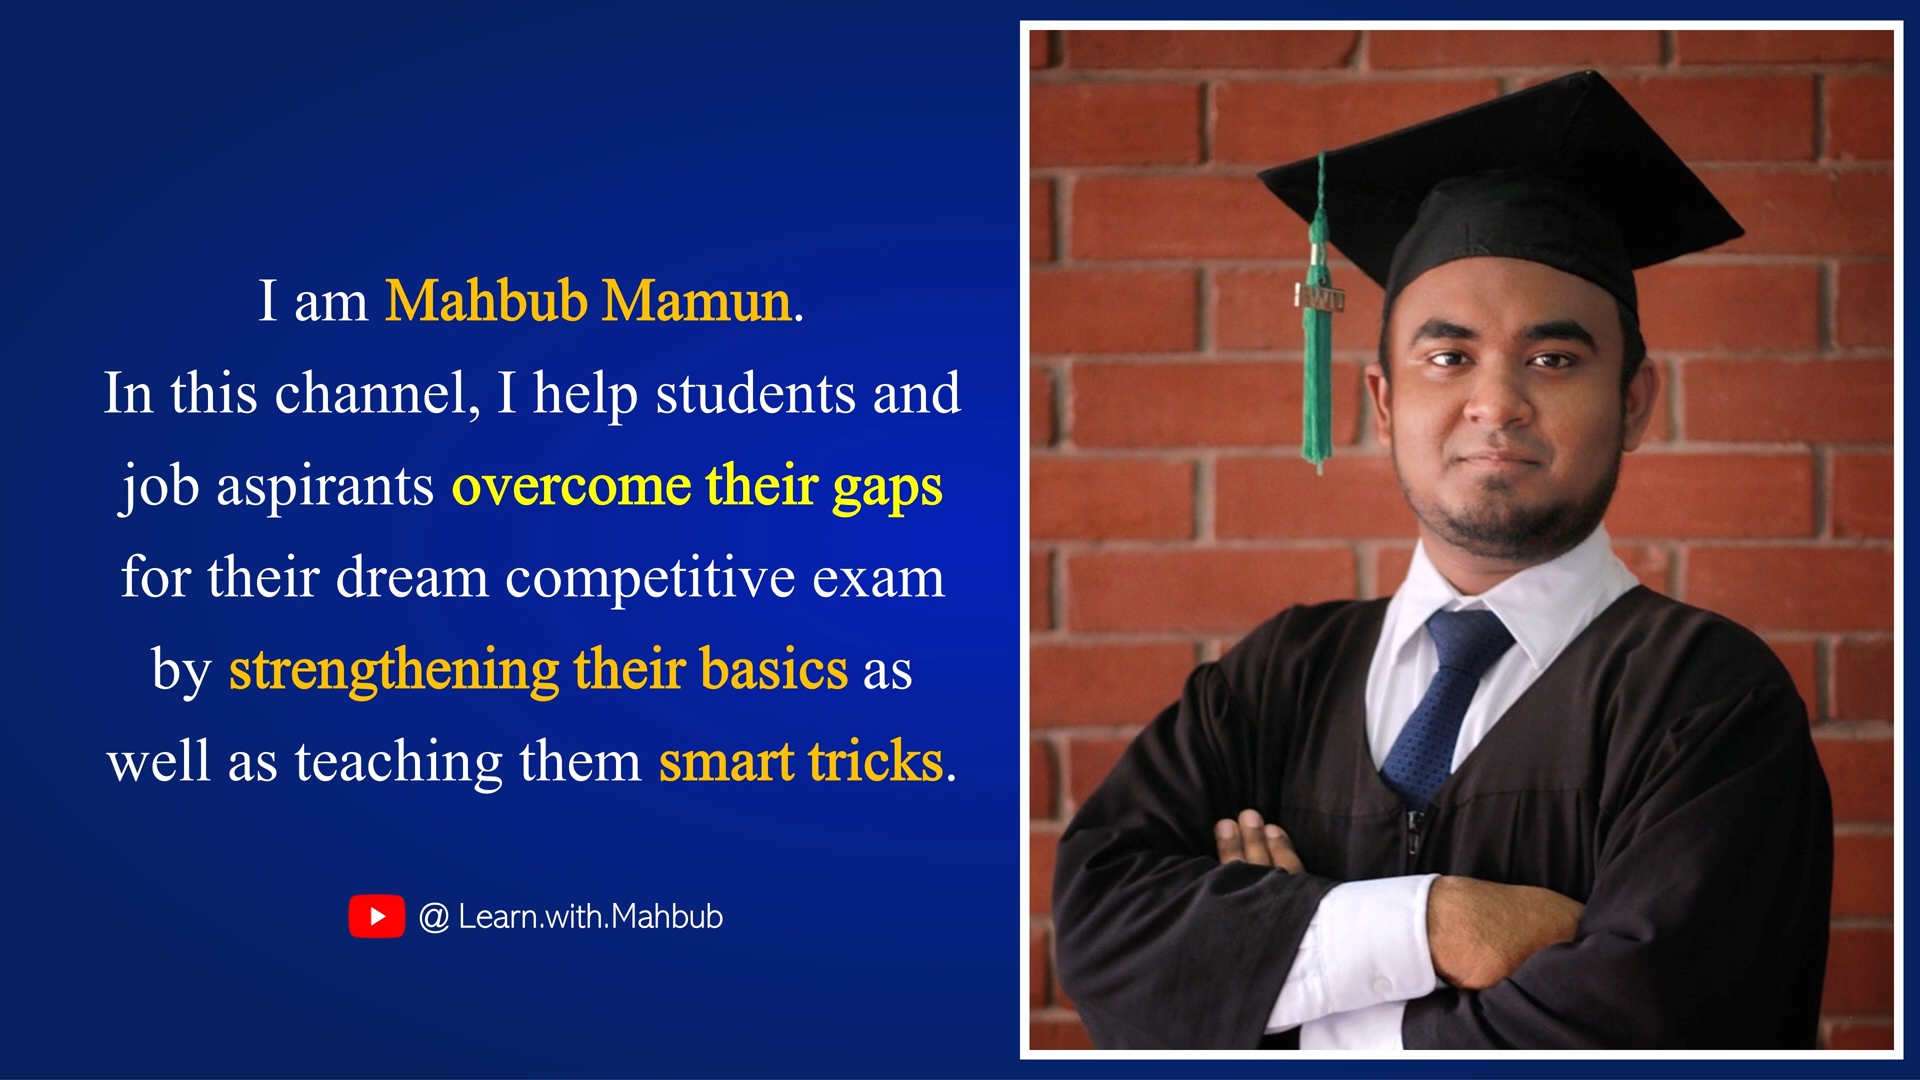 I am Mahbub Mamun.
In this channel, I help students and
job aspirants overcome their gaps
for their dream competitive exam
by strengthening their basics as
well as teaching them smart tricks.
@ Learn.with.Mahbub